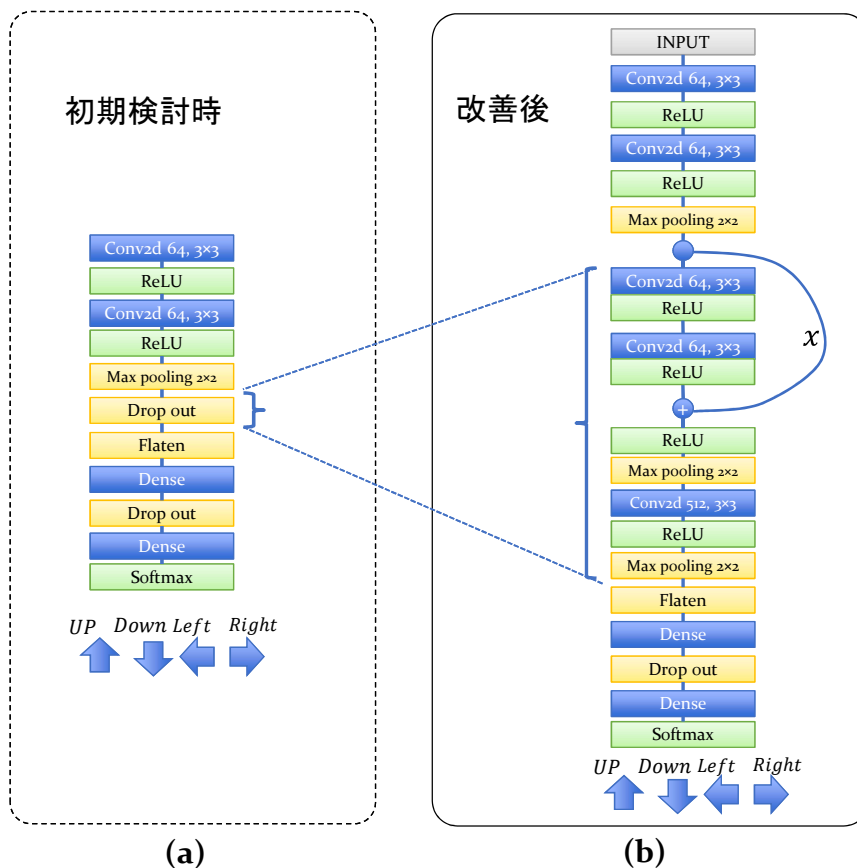 初期検討時
Conv2d 64, 3×3
ReLU
Conv2d 64, 3×3
ReLU
Max pooling 2×2
Drop out
Flaten
Dense
Drop out
Dense
Softmax
UP Down Left Right
(a)
改善後
INPUT
Conv2d 64, 3×3
ReLU
Conv2d 64, 3×3
ReLU
Max pooling 2×2
Conv2d 64, 3×3
ReLU
Conv2d 64, 3×3
ReLU
x
+
ReLU
Max pooling 2×2
Conv2d 512, 3×3
ReLU
Max pooling 2×2
Flaten
Dense
Drop out
Dense
Softmax
UP Down Left Right
(b)